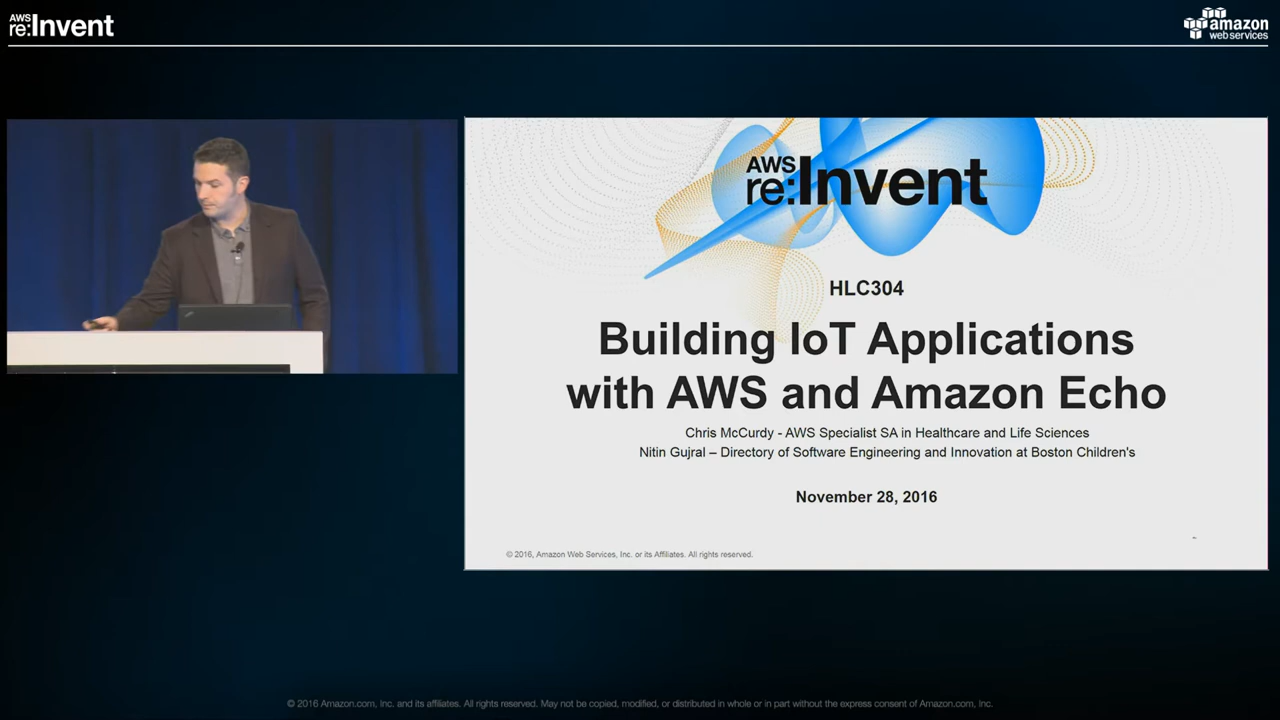 AWS
re:Invent
amazon
web services
AWS
re:Invent
HLC304
Building IoT Applications
with AWS and Amazon Echo
Chris McCurdy - AWS Specialist SA in Healthcare and Life Sciences
Nitin Gujral – Directory of Software Engineering and Innovation at Boston Children's
November 28, 2016
© 2016, Amazon Web Services, Inc. or its Affiliates. All rights reserved.
© 2016 Amazon.com, Inc. and its affiliates. All rights reserved. May not be copied, modified, or distributed in whole or in part without the express consent of Amazon.com, Inc.